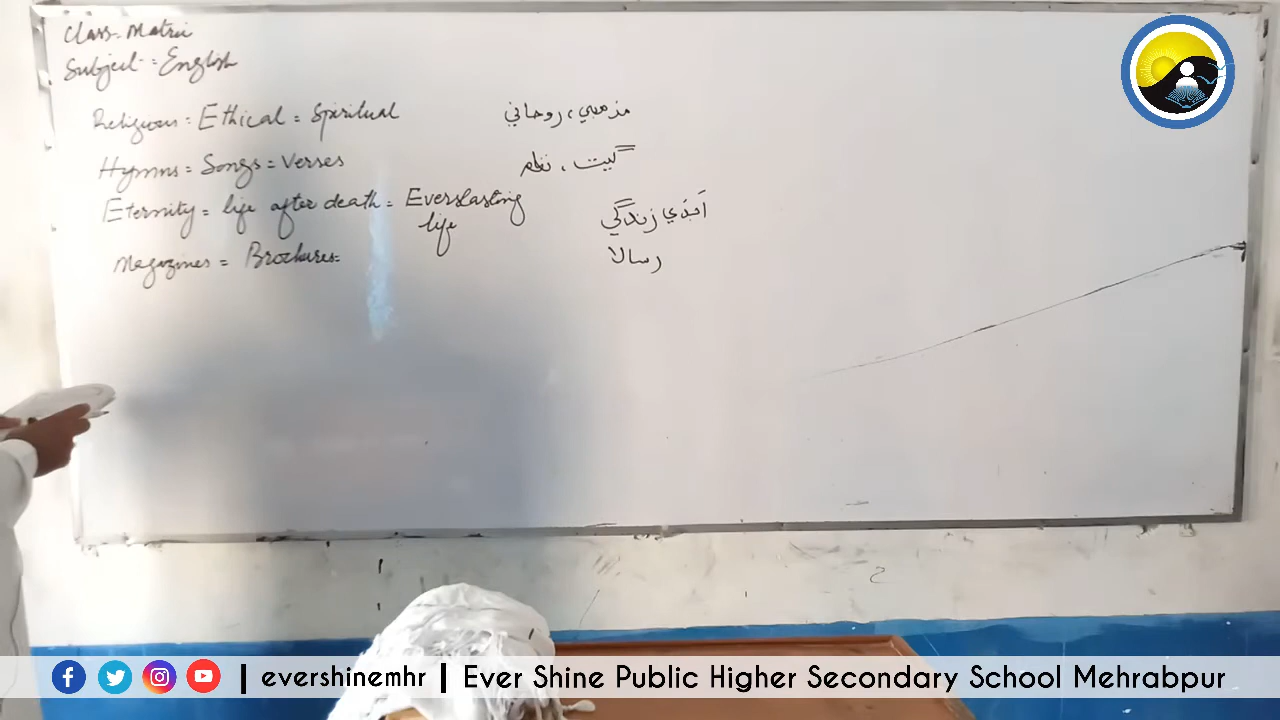 Class - Matric
Subject = English
Religious = Ethical = Spiritual مذهبي، روحاني
Hymns = Songs = Verses گيت، نظم
Eternity = life after death = Everslasting life ابدي زندگي
Magazines = Brochures = رسالا
| evershinemhr | Ever Shine Public Higher Secondary School Mehrabpur